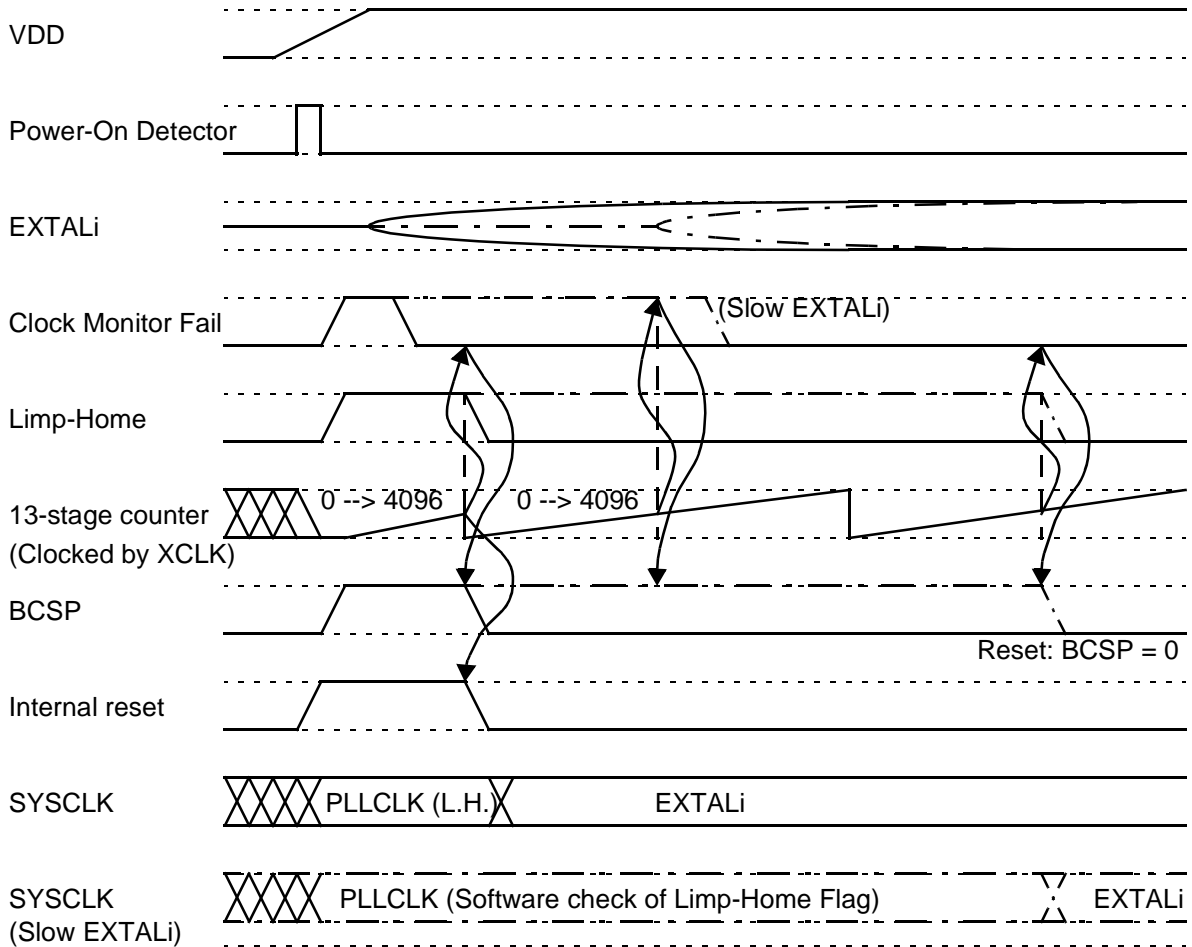 VDD
Power-On Detector
EXTALi
Clock Monitor Fail
(Slow EXTALi)
Limp-Home
13-stage counter
(Clocked by XCLK)
0 --> 4096
0 --> 4096
BCSP
Reset: BCSP = 0
Internal reset
SYSCLK
PLLCLK (L.H.)
EXTALi
SYSCLK
(Slow EXTALi)
PLLCLK (Software check of Limp-Home Flag)
EXTALi